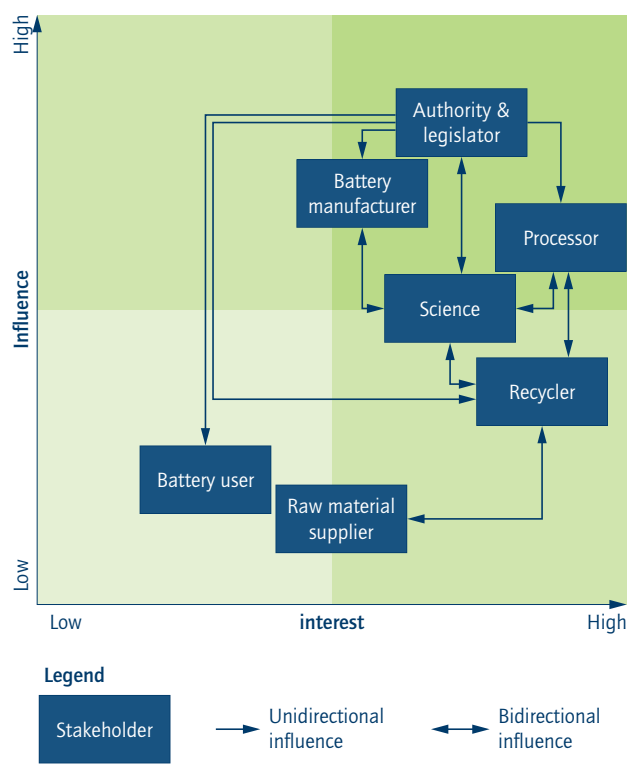 High
Authority &
legislator
Battery
manufacturer
Processor
Influence
Science
Recycler
Battery user
Raw material
supplier
Low
Low
interest
High
Legend
Stakeholder
Unidirectional
influence
Bidirectional
influence